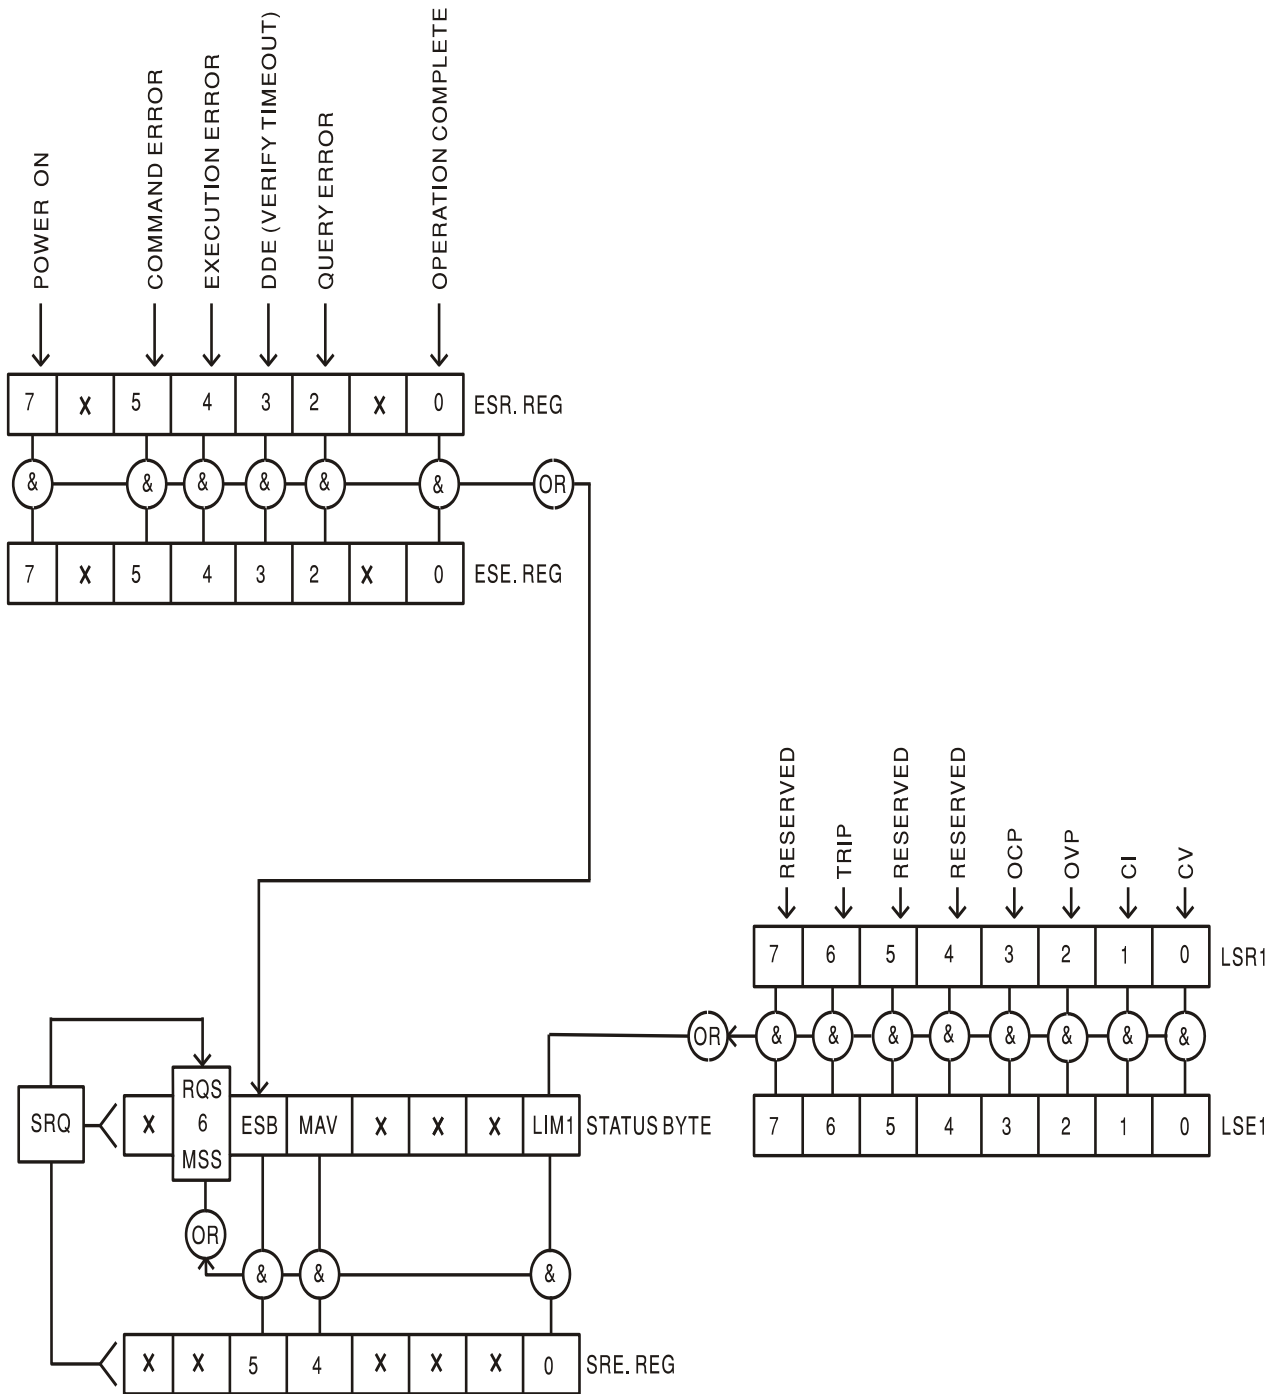 POWER ON
COMMAND ERROR
EXECUTION ERROR
DDE (VERIFY TIMEOUT)
QUERY ERROR
OPERATION COMPLETE
7 X 5 4 3 2 X 0 ESR. REG
& & & & & & OR
7 X 5 4 3 2 X 0 ESE. REG
RESERVED
TRIP
RESERVED
RESERVED
OCP
OVP
CI
CV
7 6 5 4 3 2 1 0 LSR1
OR & & & & & & & &
7 6 5 4 3 2 1 0 LSE1
SRQ
X RQS 6 MSS ESB MAV X X X LIM1 STATUS BYTE
OR
& & &
X X 5 4 X X X 0 SRE. REG